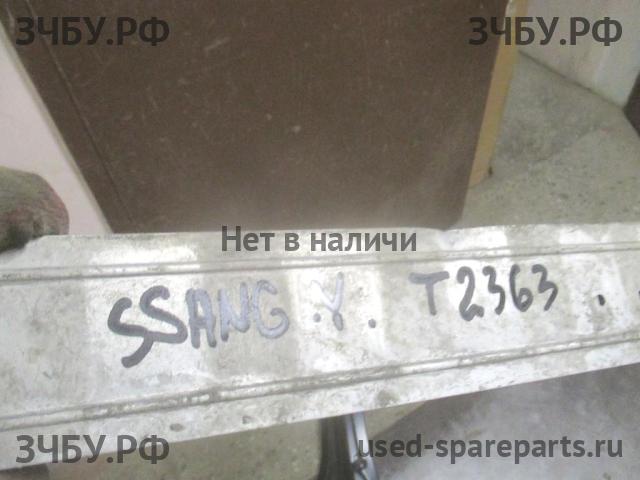 ЗЧБУ.РФ ЗЧБУ.РФ
Нет в наличи
SSANG.Y. T2363.
ЗЧБУ.РФ used-spareparts.ru